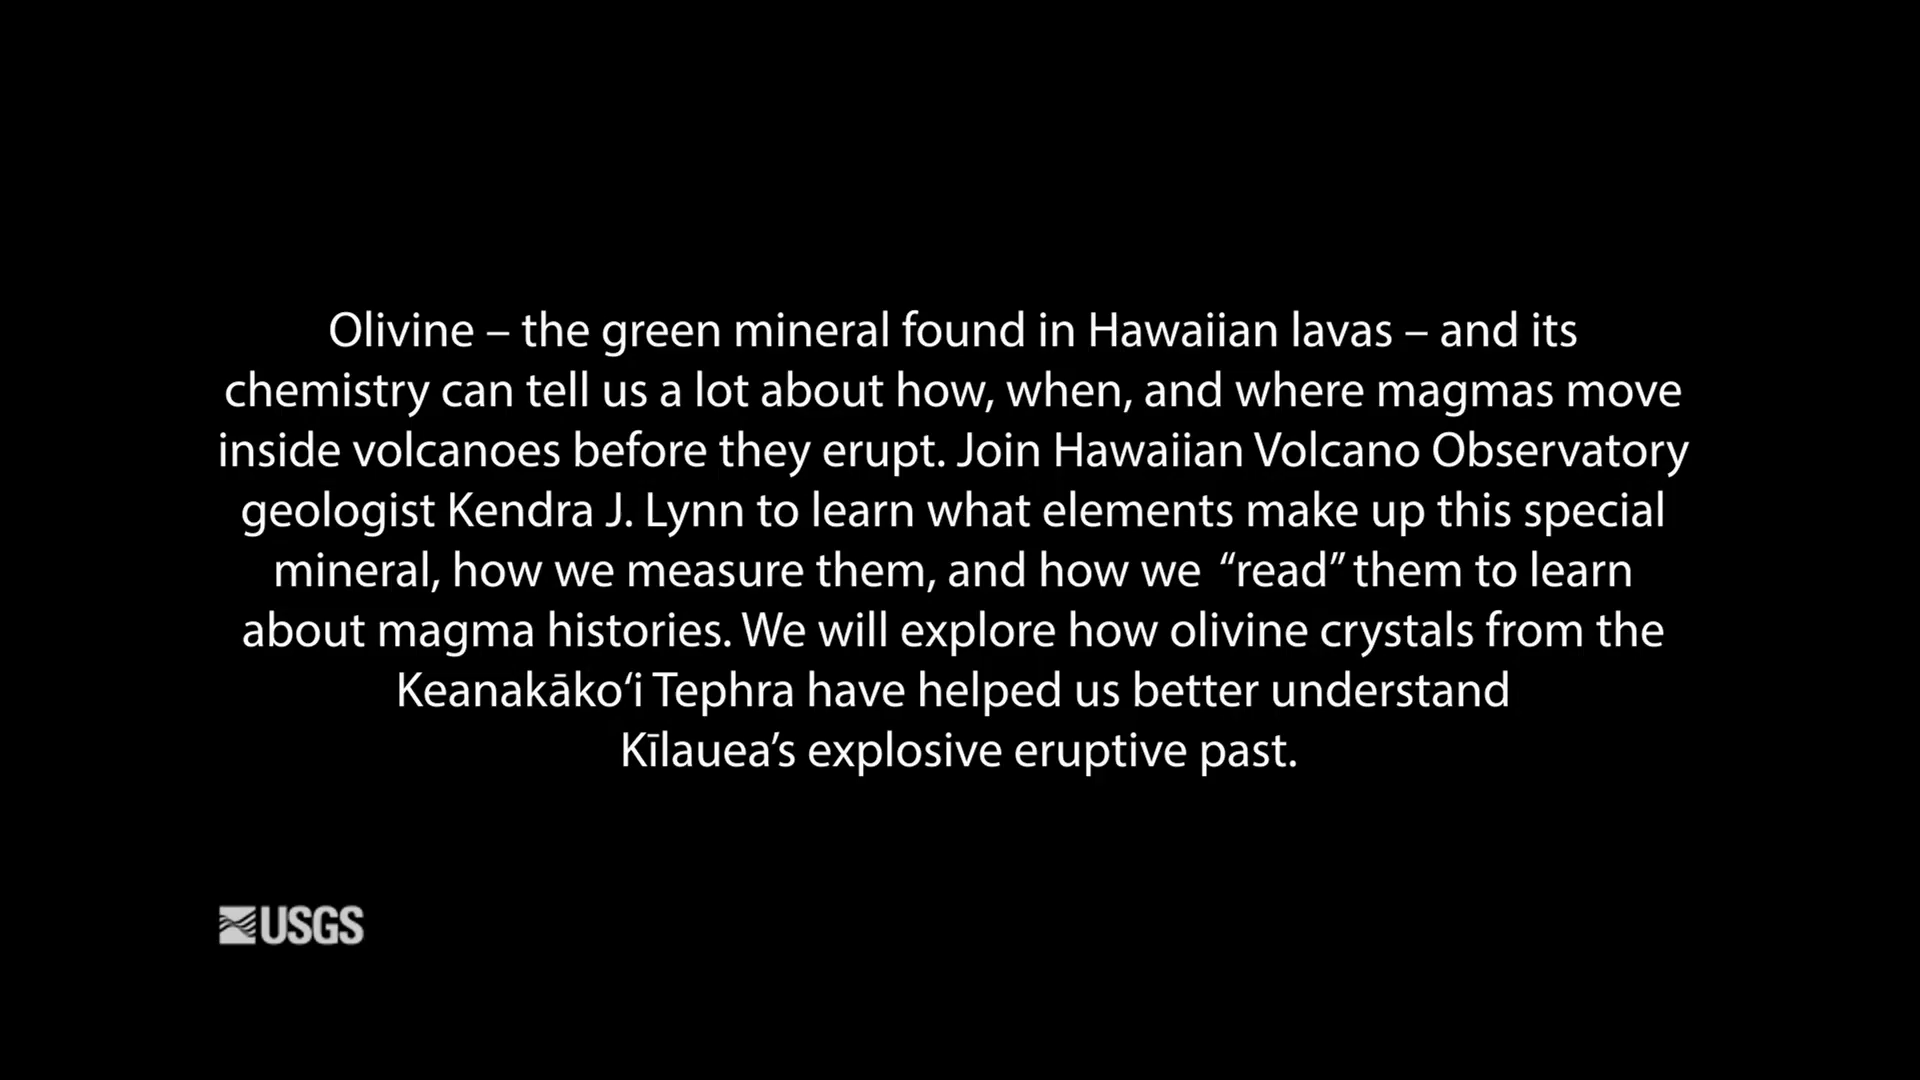 Olivine – the green mineral found in Hawaiian lavas – and its
chemistry can tell us a lot about how, when, and where magmas move
inside volcanoes before they erupt. Join Hawaiian Volcano Observatory
geologist Kendra J. Lynn to learn what elements make up this special
mineral, how we measure them, and how we “read” them to learn
about magma histories. We will explore how olivine crystals from the
Keanakākoʻi Tephra have helped us better understand
Kīlauea’s explosive eruptive past.
USGS